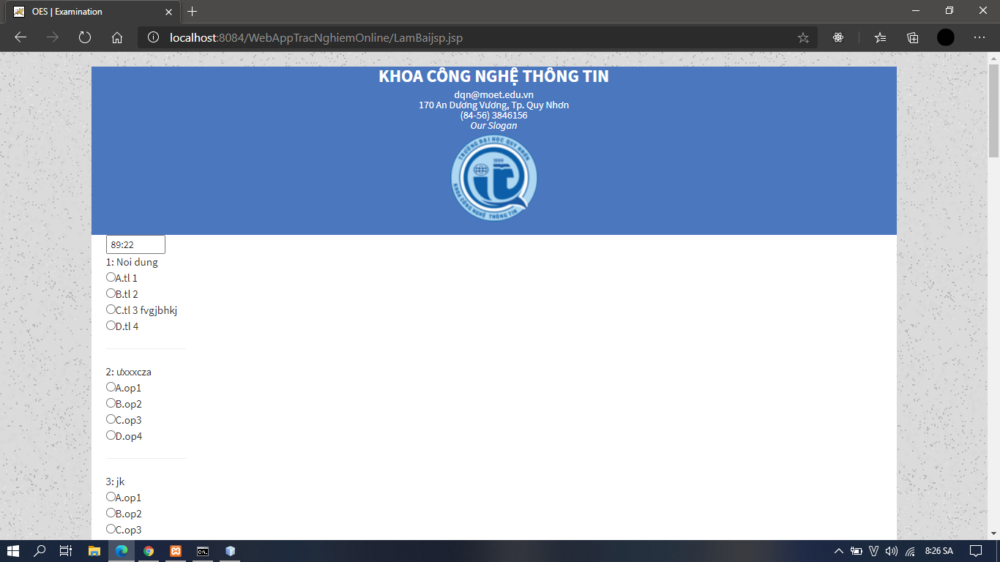 OES | Examination
localhost:8084/WebAppTracNghiemOnline/LamBaijsp.jsp
KHOA CÔNG NGHỆ THÔNG TIN
dqn@moet.edu.vn
170 An Dương Vương, Tp. Quy Nhơn
(84-56) 3846156
Our Slogan
TRƯỜNG ĐẠI HỌC QUY NHƠN
1999
KHOA CÔNG NGHỆ THÔNG TIN
89:22
1: Noi dung
A.tl 1
B.tl 2
C.tl 3 fvgjbhkj
D.tl 4
2: ưxxxcza
A.op1
B.op2
C.op3
D.op4
3: jk
A.op1
B.op2
C.op3
8:26 SA